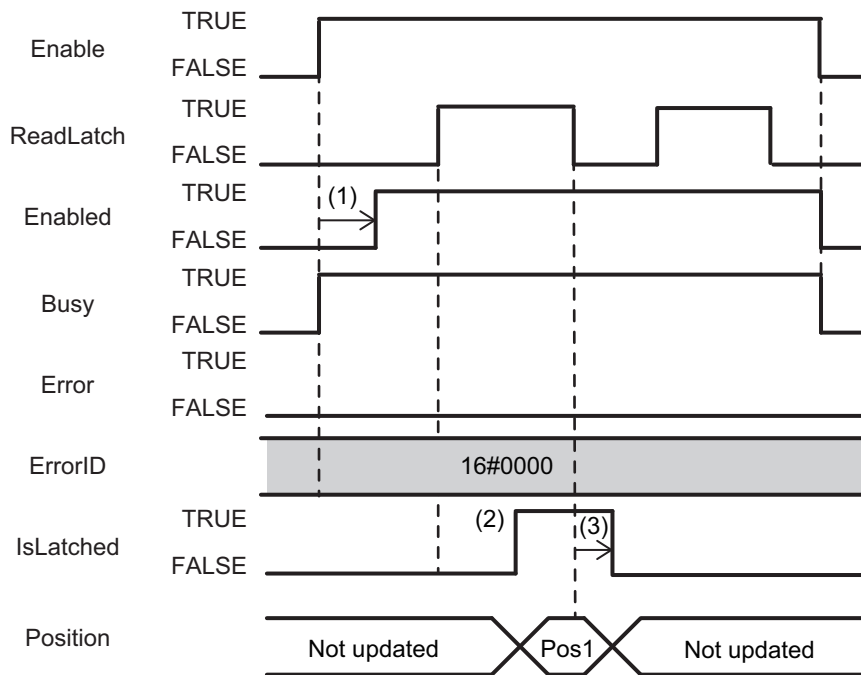 TRUE
Enable
FALSE
TRUE
ReadLatch
FALSE
TRUE
(1)
Enabled
FALSE
TRUE
Busy
FALSE
TRUE
Error
FALSE
ErrorID 16#0000
TRUE (2) (3)
IsLatched
FALSE
Position Not updated Pos1 Not updated